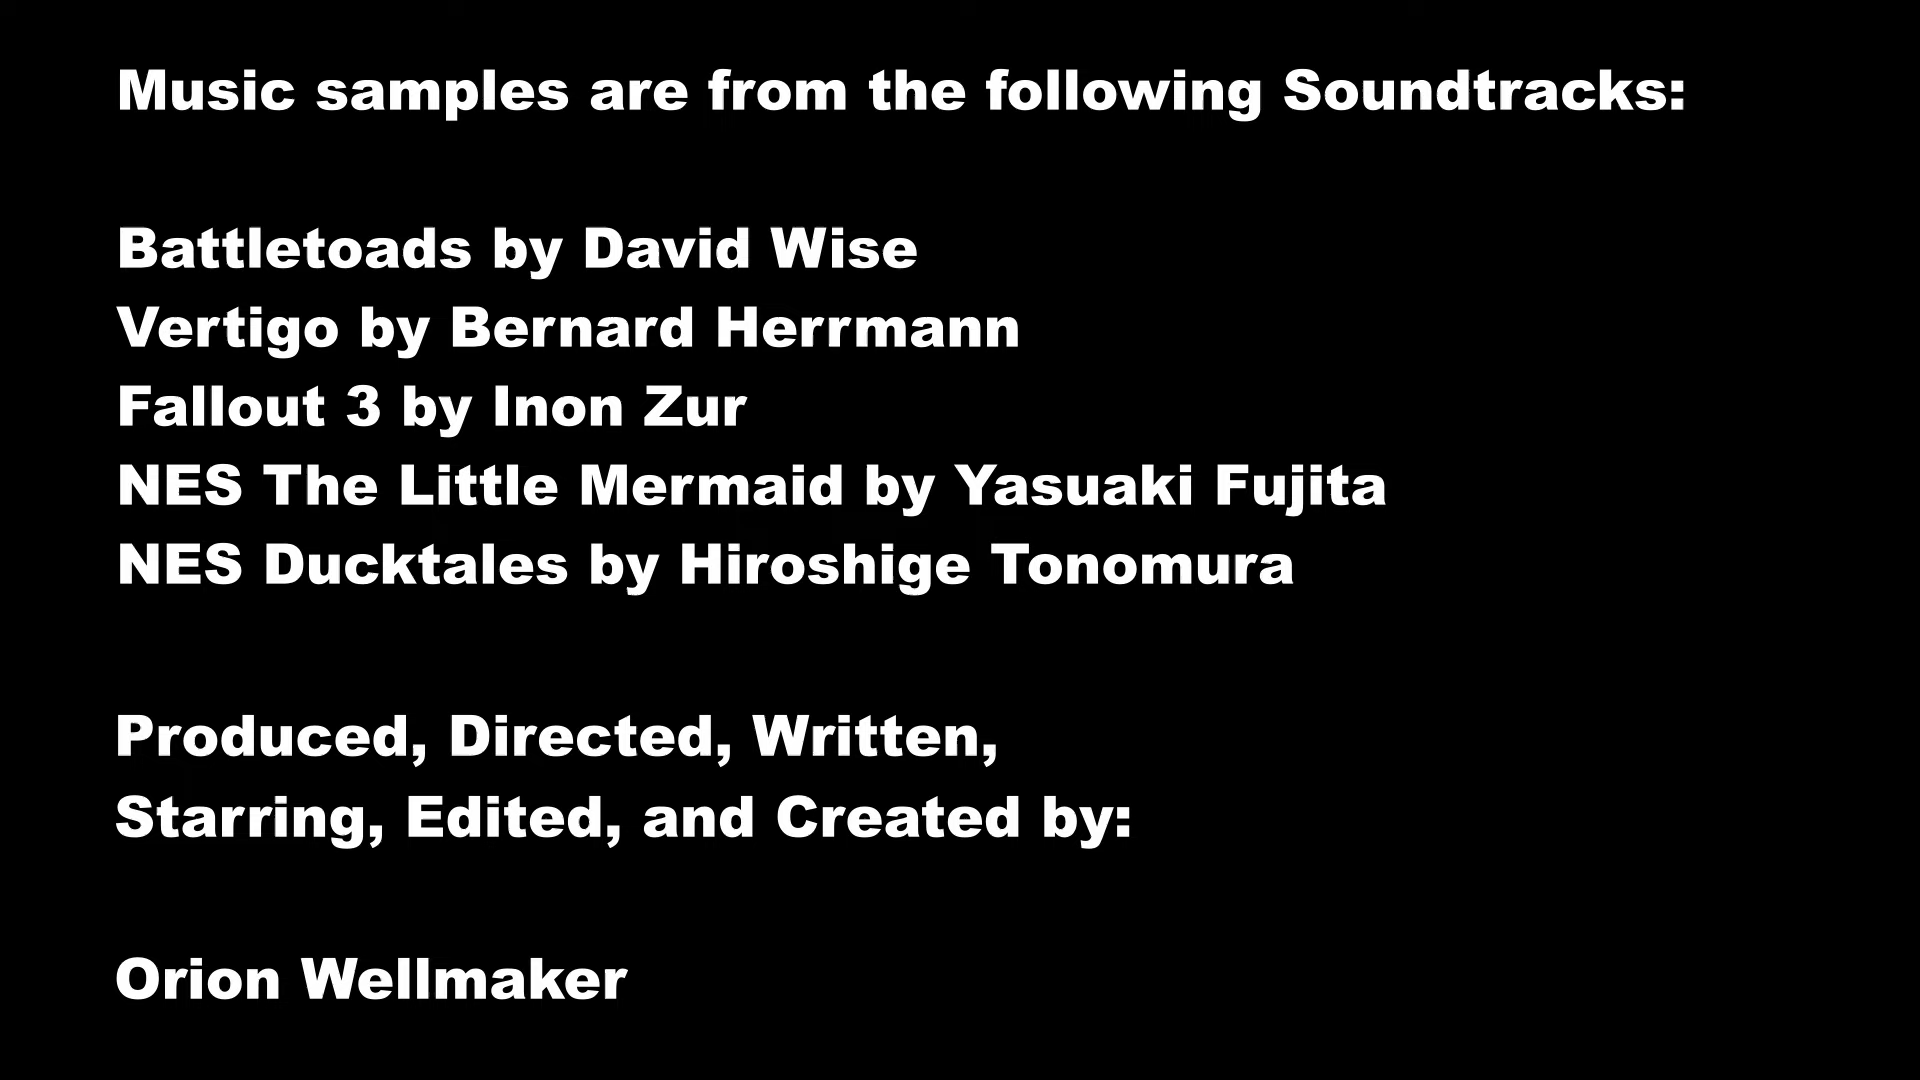 Music samples are from the following Soundtracks:
Battletoads by David Wise
Vertigo by Bernard Herrmann
Fallout 3 by Inon Zur
NES The Little Mermaid by Yasuaki Fujita
NES Ducktales by Hiroshige Tonomura
Produced, Directed, Written,
Starring, Edited, and Created by:
Orion Wellmaker